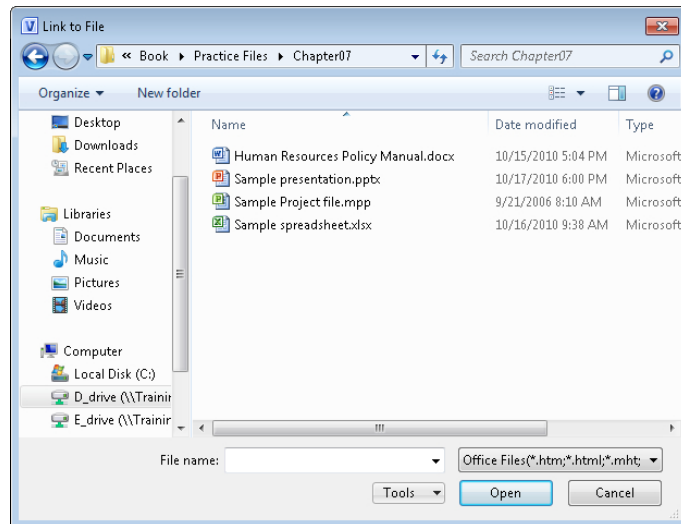 Link to File
« Book ▸ Practice Files ▸ Chapter07
Search Chapter07
Organize
New folder
Desktop
Downloads
Recent Places
Libraries
Documents
Music
Pictures
Videos
Computer
Local Disk (C:)
D_drive (\\Trainin
E_drive (\\Trainin
Name
Date modified
Type
Human Resources Policy Manual.docx
10/15/2010 5:04 PM
Microsoft
Sample presentation.pptx
10/17/2010 6:00 PM
Microsoft
Sample Project file.mpp
9/21/2006 8:10 AM
Microsoft
Sample spreadsheet.xlsx
10/16/2010 9:38 AM
Microsoft
File name:
Office Files(*.htm;*.html;*.mht;
Tools
Open
Cancel